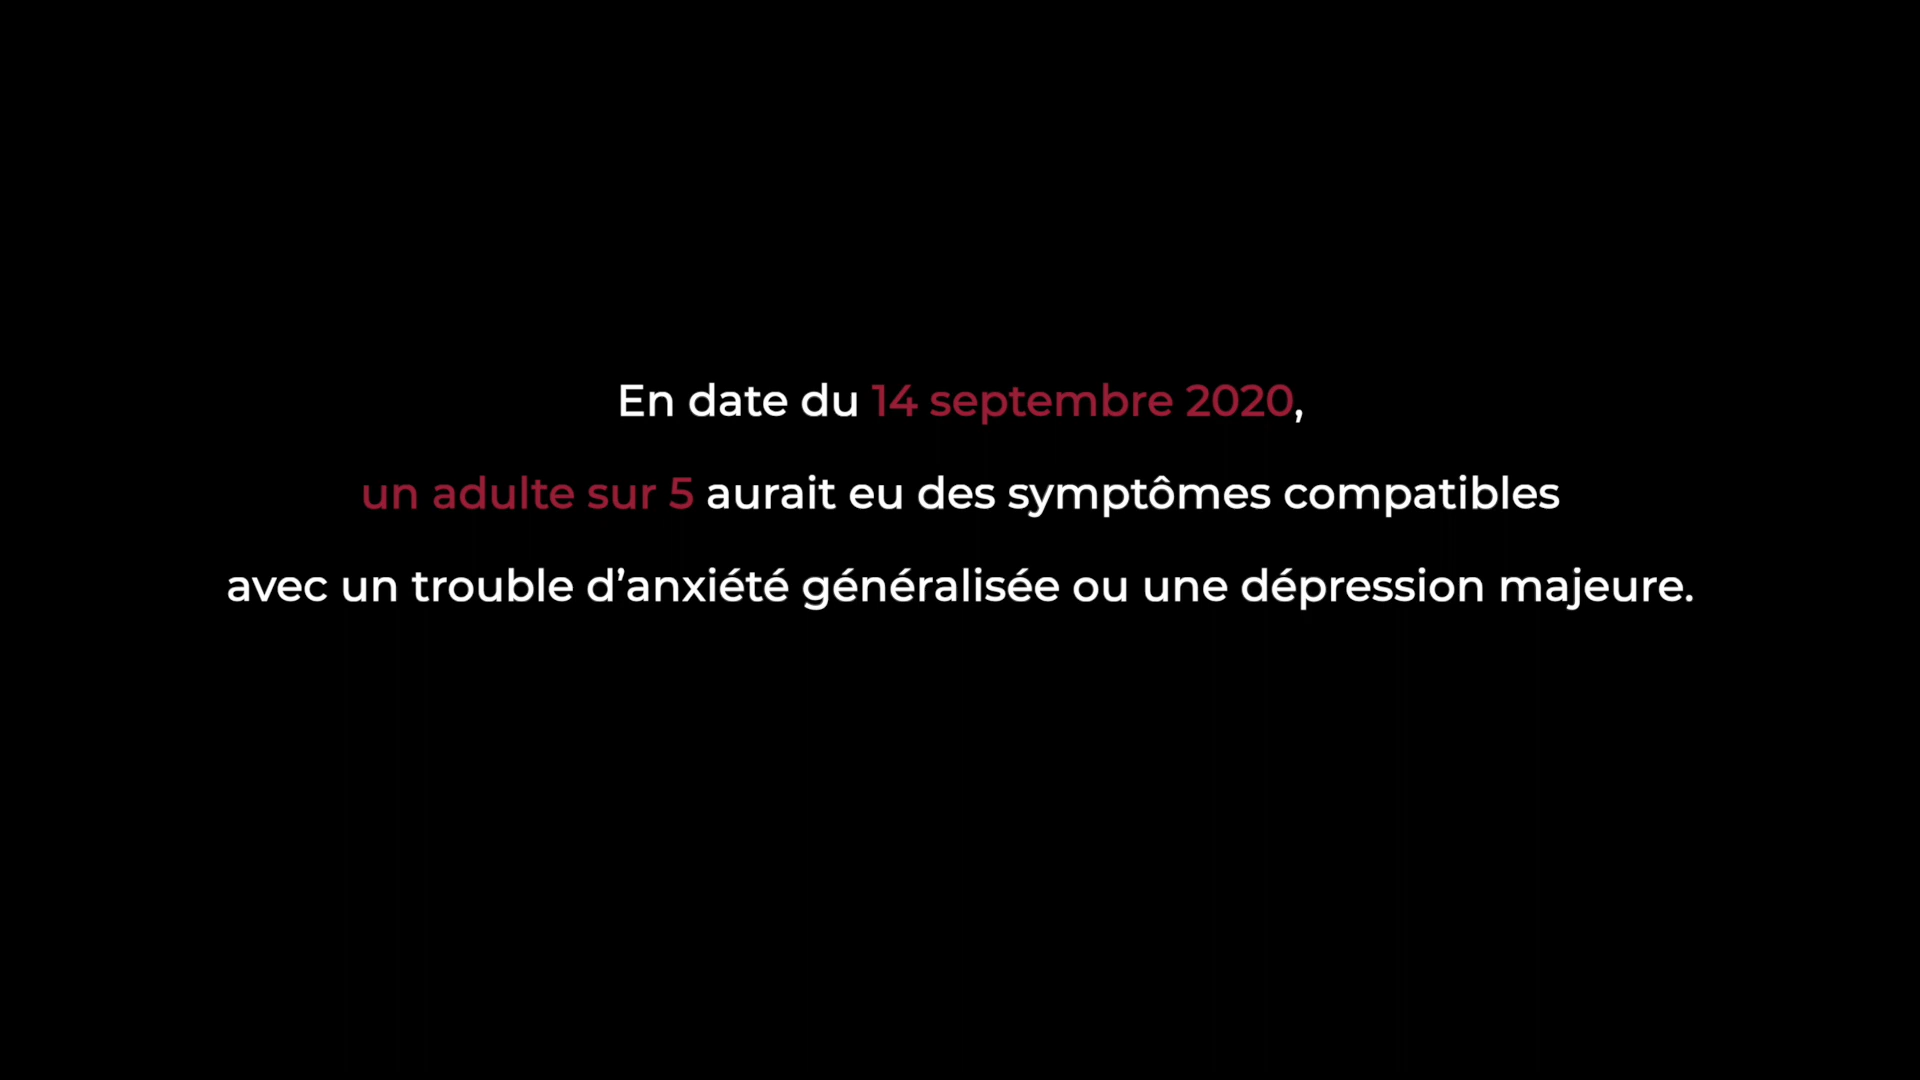 En date du 14 septembre 2020,
un adulte sur 5 aurait eu des symptômes compatibles
avec un trouble d’anxiété généralisée ou une dépression majeure.